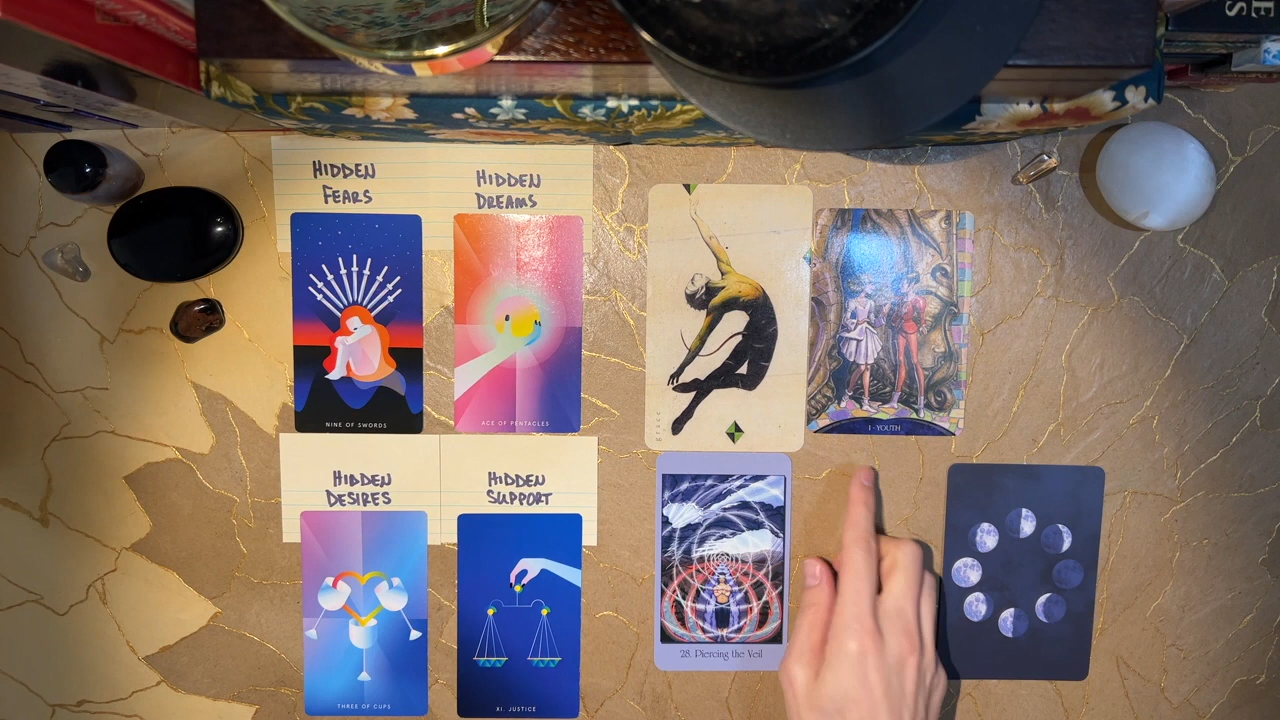 E
S
HIDDEN
FEARS
HIDDEN
DREAMS
NINE OF SWORDS
ACE OF PENTACLES
grace
I - YOUTH
HIDDEN
DESIRES
HIDDEN
SUPPORT
THREE OF CUPS
XI. JUSTICE
28. Piercing the Veil